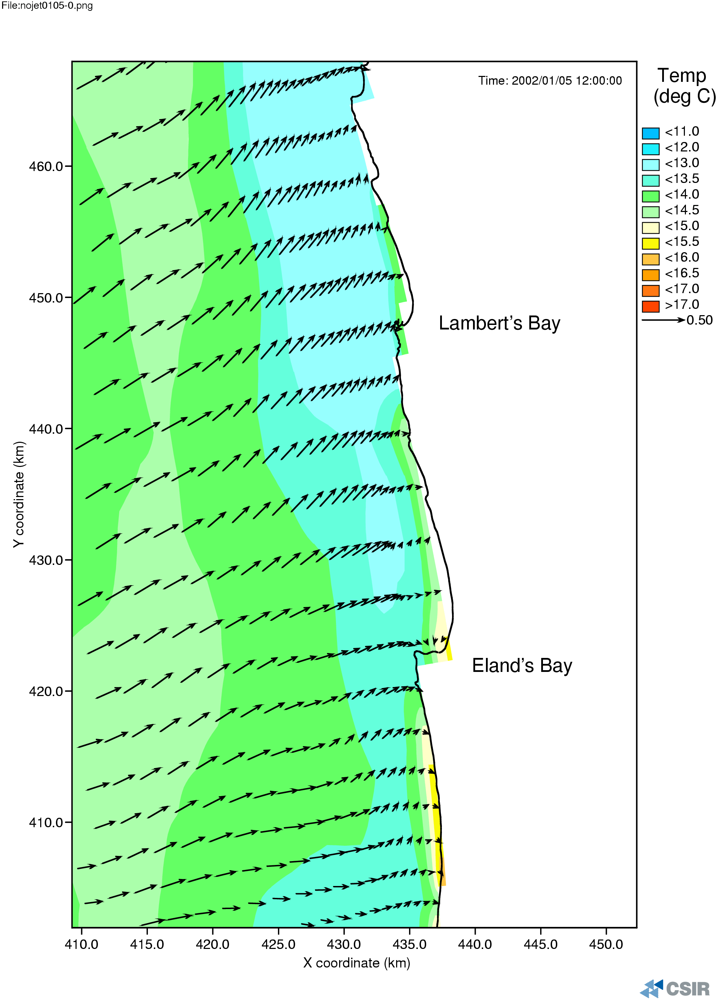 File:nojet0105-0.png
Time: 2002/01/05 12:00:00
Temp
(deg C)
<11.0
<12.0
<13.0
<13.5
<14.0
<14.5
<15.0
<15.5
<16.0
<16.5
<17.0
>17.0
0.50
460.0
450.0
440.0
430.0
420.0
410.0
Y coordinate (km)
Lambert's Bay
Eland's Bay
410.0 415.0 420.0 425.0 430.0 435.0 440.0 445.0 450.0
X coordinate (km)
CSIR